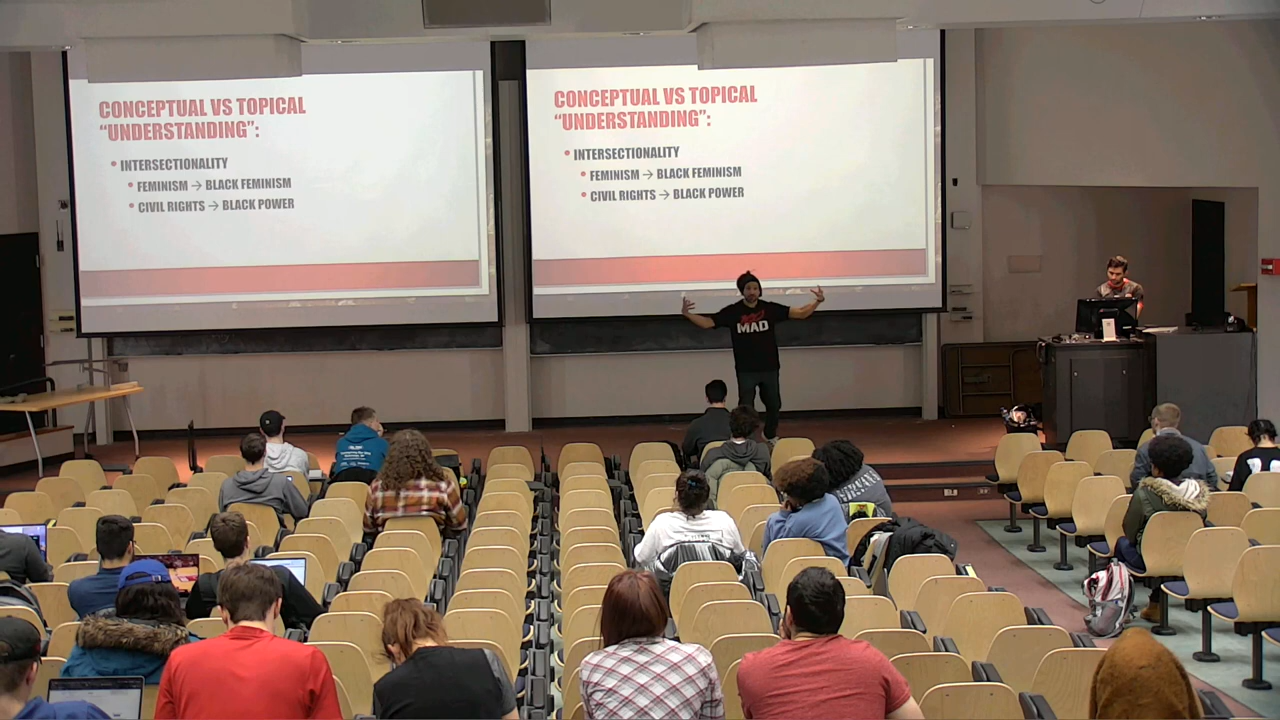 CONCEPTUAL VS TOPICAL
“UNDERSTANDING”:
• INTERSECTIONALITY
• FEMINISM → BLACK FEMINISM
• CIVIL RIGHTS → BLACK POWER
CONCEPTUAL VS TOPICAL
“UNDERSTANDING”:
• INTERSECTIONALITY
• FEMINISM → BLACK FEMINISM
• CIVIL RIGHTS → BLACK POWER
MAD